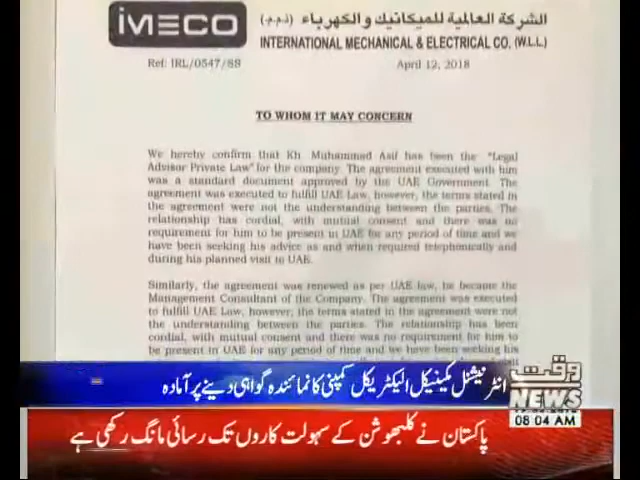 iMECO
الشركة العالمية للميكانيك و الكهرباء (ذ.م.م)
INTERNATIONAL MECHANICAL & ELECTRICAL CO. (W.L.L)
Ref: IRL/0547/88
April 12, 2018
TO WHOM IT MAY CONCERN
We hereby confirm that Kh Muhammad Asif has been the "Legal
Advisor Private Law" for the company. The agreement executed with him
was a standard document approved by the UAE Government. The
agreement was executed to fulfill UAE Law, however, the terms stated in
the agreement were not the understanding between the parties. The
relationship has cordial, with mutual consent and there was no
requirement for him to be present in UAE for any period of time and we
have been seeking his advice as and when required telephonically and
during his planned visit to UAE.
Similarly, the agreement was renewed as per UAE law, he became the
Management Consultant of the Company. The agreement was executed
to fulfill UAE Law, however, the terms stated in the agreement were not
the understanding between the parties. The relationship has been
cordial, with mutual consent and there was no requirement for him to
be present in UAE for any period of time and we have been seeking his
انٹرنیشنل مکینیکل الیکٹریکل کمپنی کا نمائندہ گواہی دینے پر آمادہ
وقت
NEWS
08:04 AM
پاکستان نے کلبھوشن کے سہولت کاروں تک رسائی مانگ رکھی ہے